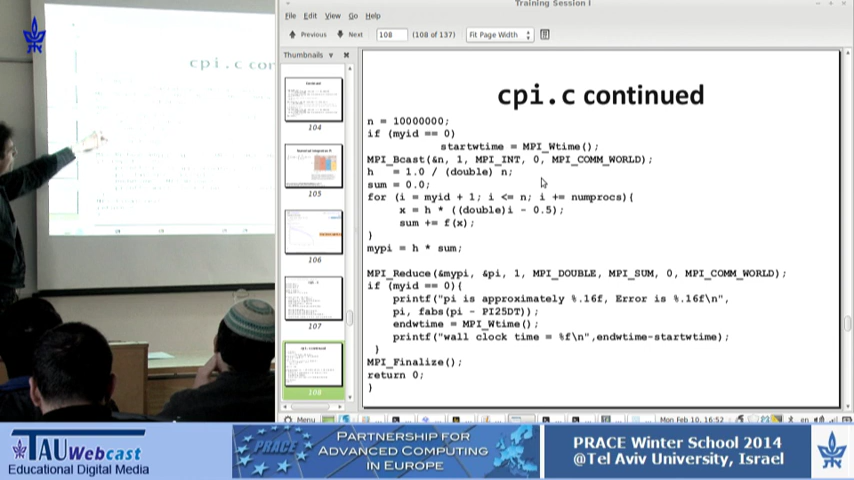 cpi.c con
Training Session I
File Edit View Go Help
Previous Next 108 (108 of 137) Fit Page Width
Thumbnails
104
105
106
107
108
cpi.c continued
n = 10000000;
if (myid == 0)
startwtime = MPI_Wtime();
MPI_Bcast(&n, 1, MPI_INT, 0, MPI_COMM_WORLD);
h = 1.0 / (double) n;
sum = 0.0;
for (i = myid + 1; i <= n; i += numprocs){
x = h * ((double)i - 0.5);
sum += f(x);
}
mypi = h * sum;
MPI_Reduce(&mypi, &pi, 1, MPI_DOUBLE, MPI_SUM, 0, MPI_COMM_WORLD);
if (myid == 0){
printf("pi is approximately %.16f, Error is %.16f\n",
pi, fabs(pi - PI25DT));
endwtime = MPI_Wtime();
printf("wall clock time = %f\n",endwtime-startwtime);
}
MPI_Finalize();
return 0;
}
Menu
en
Mon Feb 10, 16:52
TAU Webcast
Educational Digital Media
PRACE
PARTNERSHIP FOR
ADVANCED COMPUTING
IN EUROPE
PRACE Winter School 2014
@Tel Aviv University, Israel